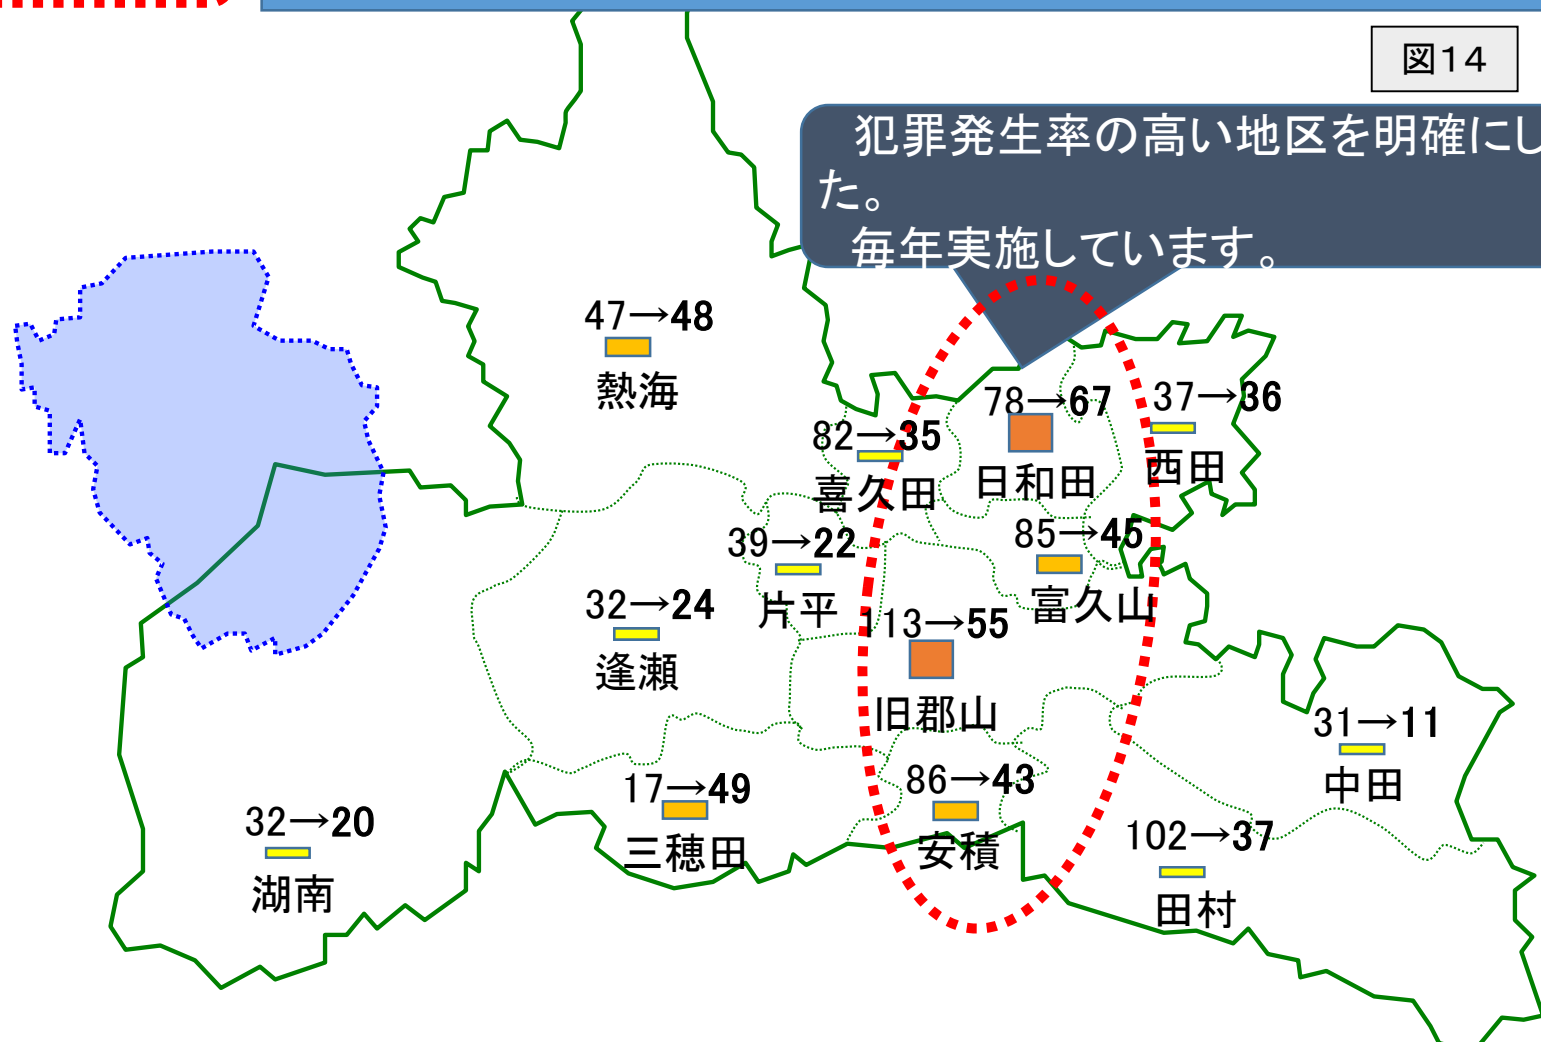 図14
犯罪発生率の高い地区を明確にし
た。
毎年実施しています。
47→48
熱海
78→67
日和田
37→36
西田
82→35
喜久田
85→45
富久山
39→22
片平
32→24
逢瀬
113→55
旧郡山
31→11
中田
17→49
三穂田
86→43
安積
102→37
田村
32→20
湖南